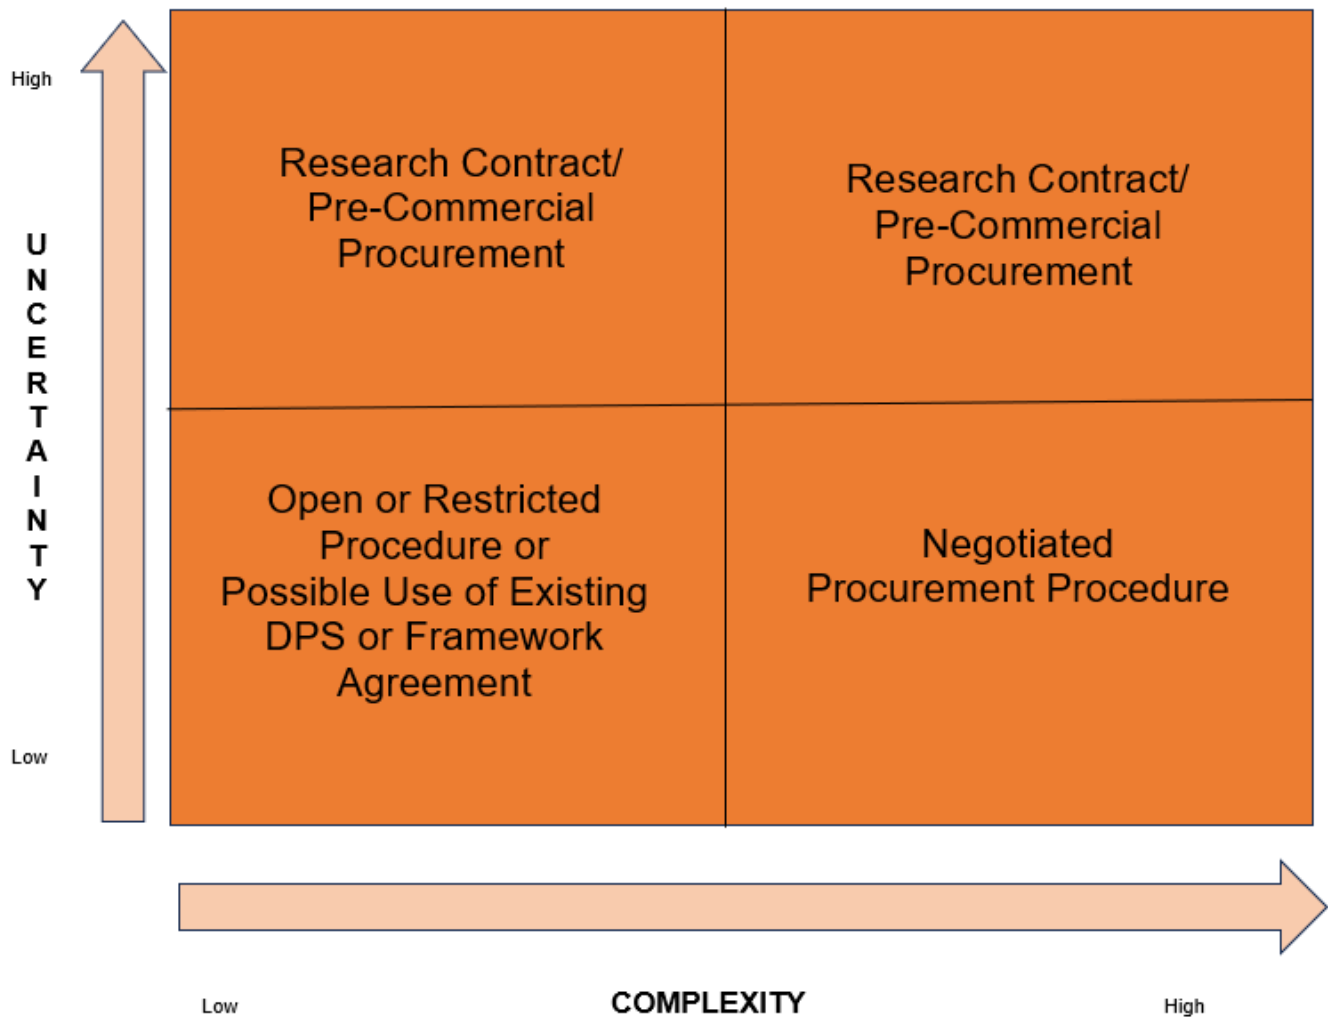 High
UNCERTAINTY
Low
Research Contract/
Pre-Commercial
Procurement
Research Contract/
Pre-Commercial
Procurement
Open or Restricted
Procedure or
Possible Use of Existing
DPS or Framework
Agreement
Negotiated
Procurement Procedure
Low
COMPLEXITY
High